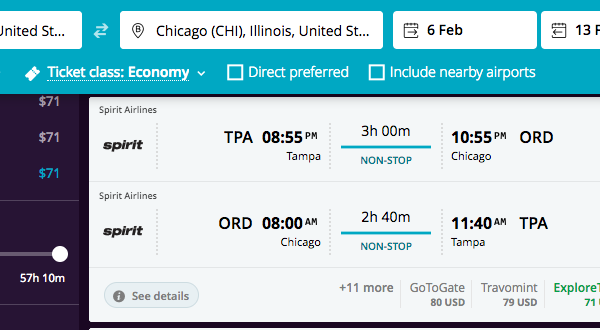 United St...
Chicago (CHI), Illinois, United St...
6 Feb
13 F
Ticket class: Economy
Direct preferred
Include nearby airports
$71
$71
$71
57h 10m
Spirit Airlines
spirit
TPA 08:55 PM
Tampa
3h 00m
NON-STOP
10:55 PM ORD
Chicago
Spirit Airlines
spirit
ORD 08:00 AM
Chicago
2h 40m
NON-STOP
11:40 AM TPA
Tampa
See details
+11 more
GoToGate
80 USD
Travomint
79 USD
ExploreT
71 U